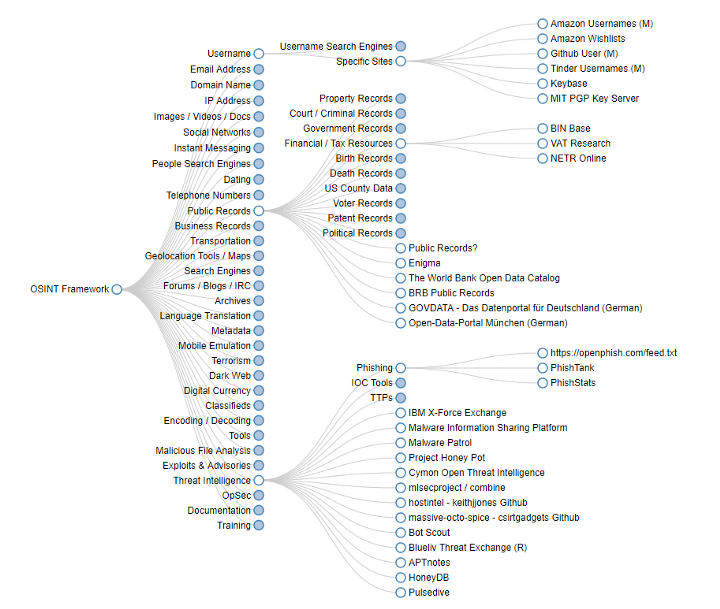 OSINT Framework
Username
Email Address
Domain Name
IP Address
Images / Videos / Docs
Social Networks
Instant Messaging
People Search Engines
Dating
Telephone Numbers
Public Records
Business Records
Transportation
Geolocation Tools / Maps
Search Engines
Forums / Blogs / IRC
Archives
Language Translation
Metadata
Mobile Emulation
Terrorism
Dark Web
Digital Currency
Classifieds
Encoding / Decoding
Tools
Malicious File Analysis
Exploits & Advisories
Threat Intelligence
OpSec
Documentation
Training
Username Search Engines
Specific Sites
Amazon Usernames (M)
Amazon Wishlists
Github User (M)
Tinder Usernames (M)
Keybase
MIT PGP Key Server
Property Records
Court / Criminal Records
Government Records
Financial / Tax Resources
Birth Records
Death Records
US County Data
Voter Records
Patent Records
Political Records
Public Records?
Enigma
The World Bank Open Data Catalog
BRB Public Records
GOVDATA - Das Datenportal für Deutschland (German)
Open-Data-Portal München (German)
BIN Base
VAT Research
NETR Online
Phishing
IOC Tools
TTPs
IBM X-Force Exchange
Malware Information Sharing Platform
Malware Patrol
Project Honey Pot
Cymon Open Threat Intelligence
mlsecproject / combine
hostintel - keithjjones Github
massive-octo-spice - csirtgadgets Github
Bot Scout
Blueliv Threat Exchange (R)
APTnotes
HoneyDB
Pulsedive
https://openphish.com/feed.txt
PhishTank
PhishStats